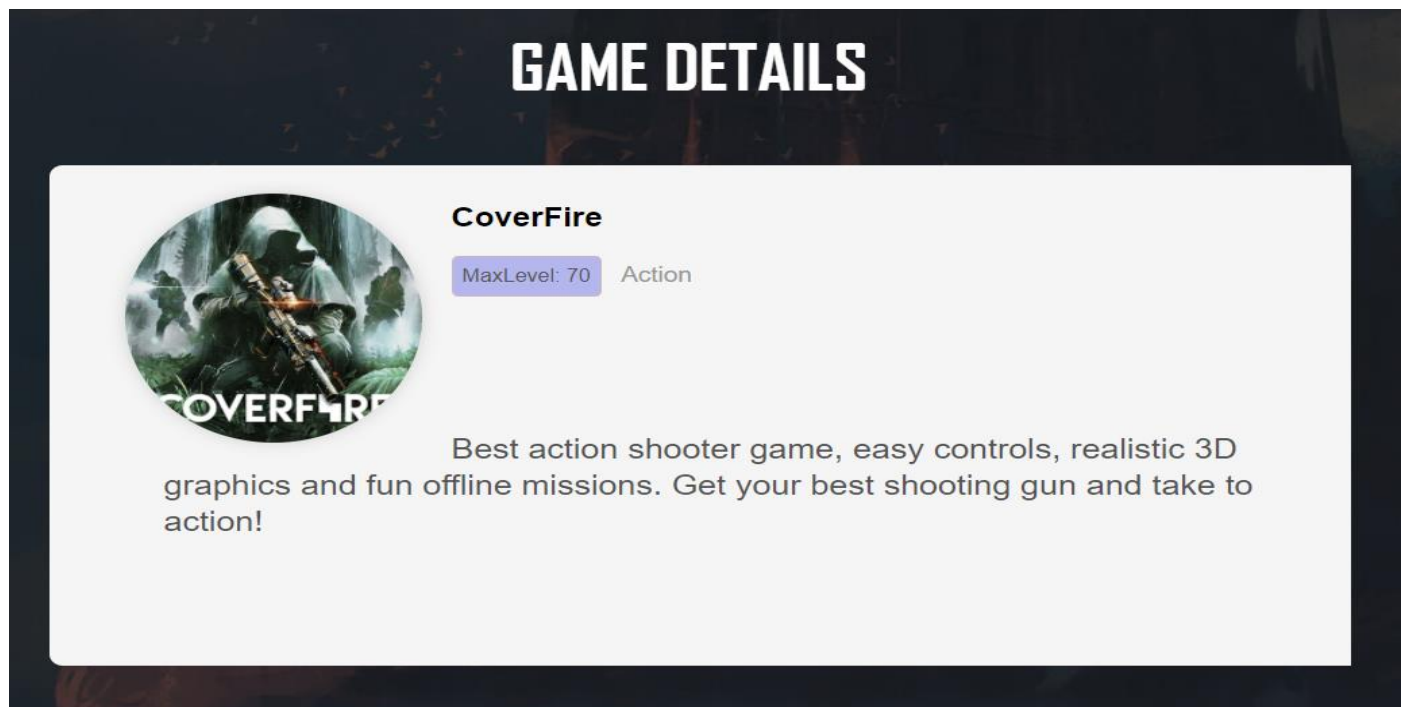 GAME DETAILS
CoverFire
MaxLevel: 70 Action
COVERFIRE
Best action shooter game, easy controls, realistic 3D
graphics and fun offline missions. Get your best shooting gun and take to
action!